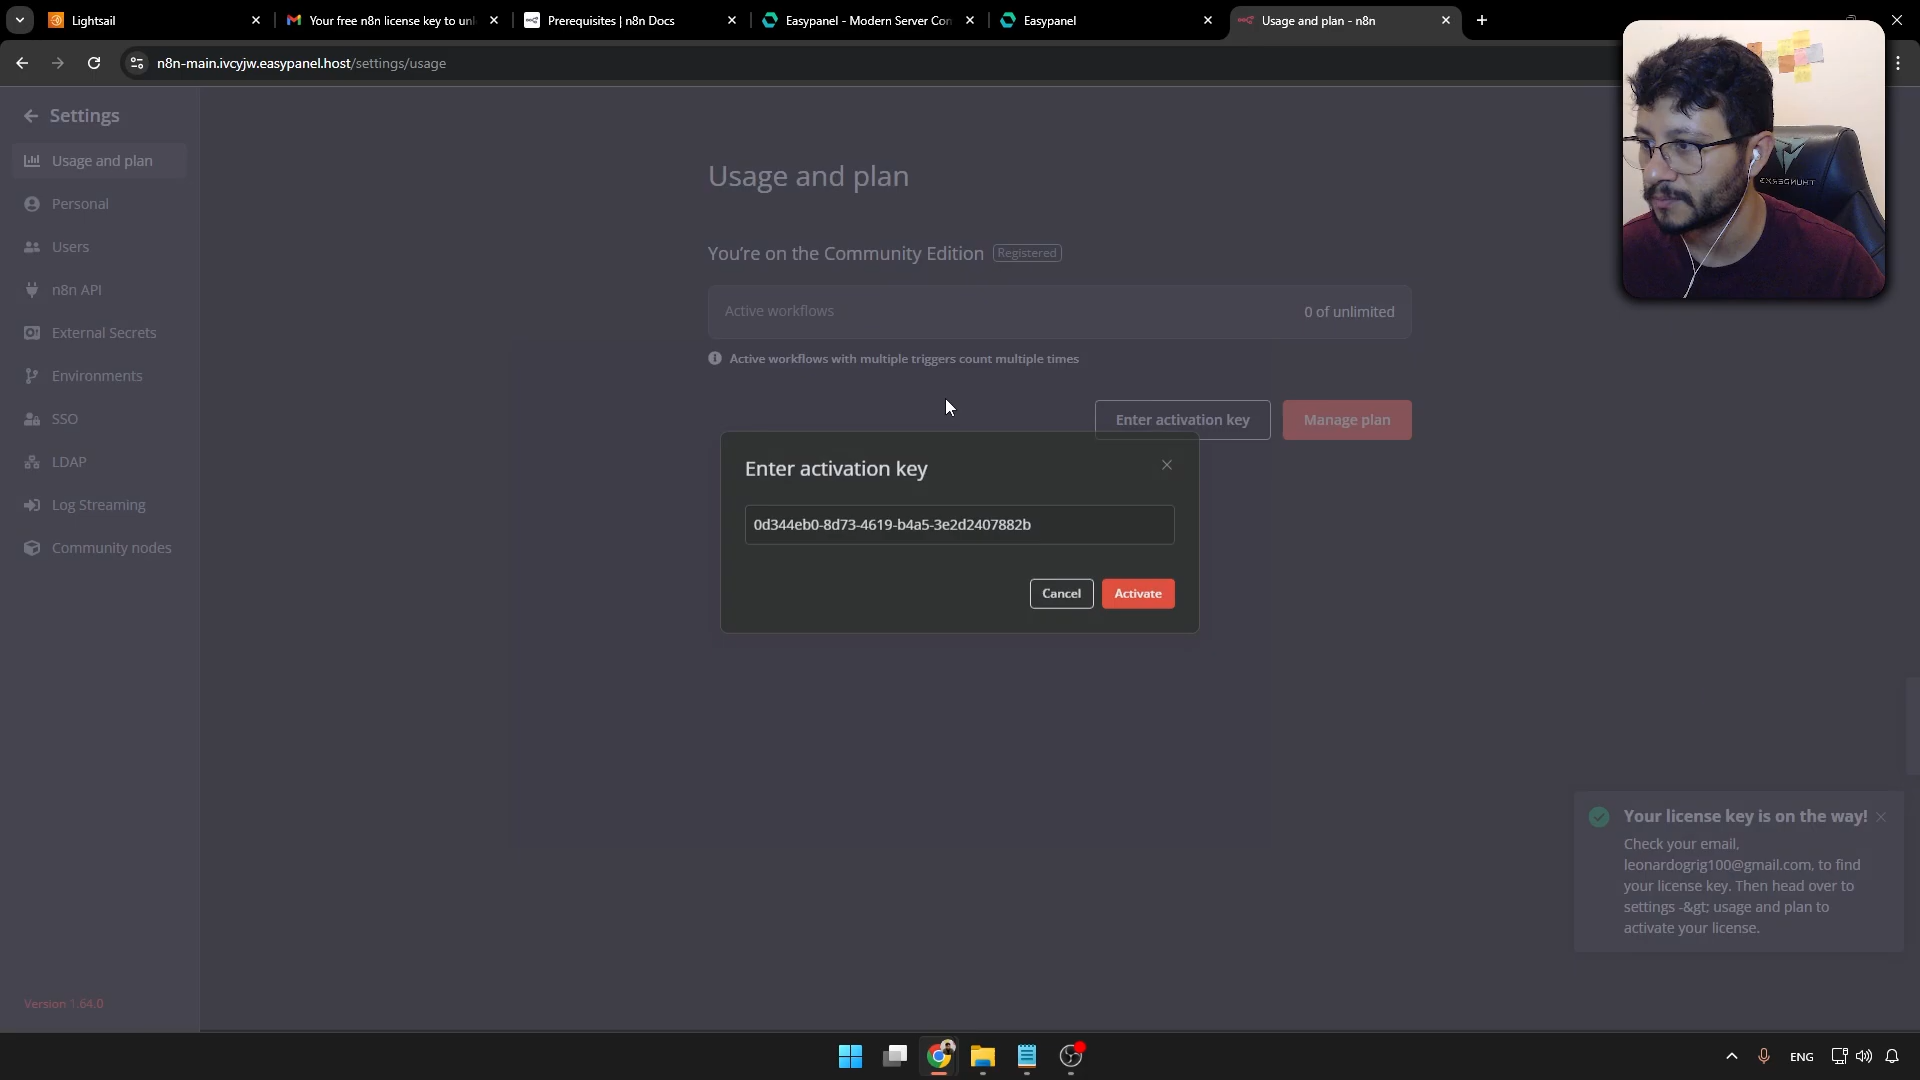 Lightsail
Your free n8n license key to unl
Prerequisites | n8n Docs
Easypanel - Modern Server Con
Easypanel
Usage and plan - n8n
n8n-main.ivcyjw.easypanel.host/settings/usage
Settings
Usage and plan
Personal
Users
n8n API
External Secrets
Environments
SSO
LDAP
Log Streaming
Community nodes
Version 1.64.0
Usage and plan
You're on the Community Edition Registered
Active workflows 0 of unlimited
Active workflows with multiple triggers count multiple times
Enter activation key Manage plan
Enter activation key
0d344eb0-8d73-4619-b4a5-3e2d2407882b
Cancel Activate
Your license key is on the way!
Check your email,
leonardogrig100@gmail.com, to find
your license key. Then head over to
settings -&gt; usage and plan to
activate your license.
ENG